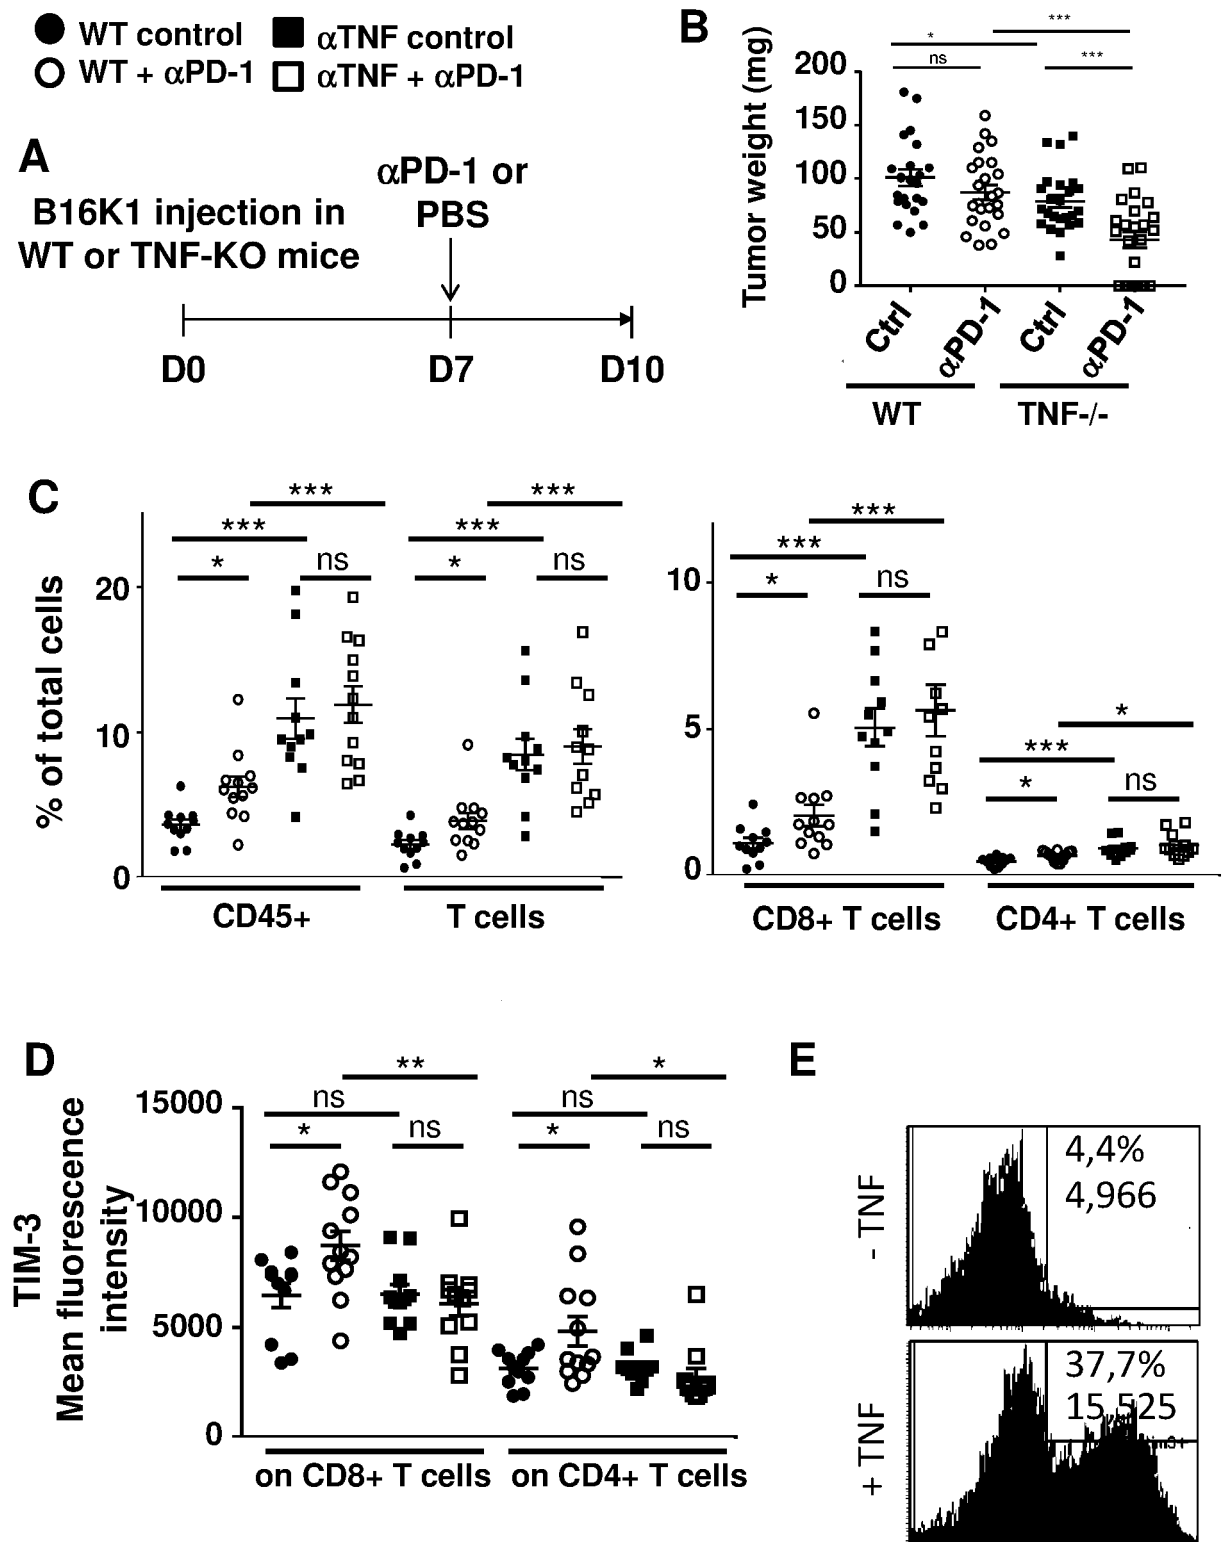 WT control
αTNF control
WT + αPD-1
αTNF + αPD-1
A
B16K1 injection in
WT or TNF-KO mice
αPD-1 or
PBS
D0
D7
D10
B
Tumor weight (mg)
***
*
ns
***
200
150
100
50
0
Ctrl
αPD-1
Ctrl
αPD-1
WT
TNF-/-
C
% of total cells
***
***
***
***
*
ns
*
ns
20
10
0
CD45+
T cells
***
***
*
ns
*
***
*
ns
10
5
0
CD8+ T cells
CD4+ T cells
D
TIM-3
Mean fluorescence
intensity
**
*
ns
ns
*
ns
*
ns
15000
10000
5000
0
on CD8+ T cells
on CD4+ T cells
E
- TNF
4,4%
4,966
+ TNF
37,7%
15,525